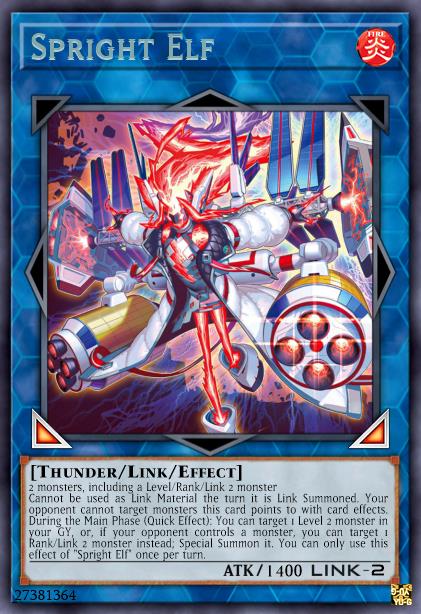 Spright Elf
FIRE
炎
[Thunder/Link/Effect]
2 monsters, including a Level/Rank/Link 2 monster
Cannot be used as Link Material the turn it is Link Summoned. Your
opponent cannot target monsters this card points to with card effects.
During the Main Phase (Quick Effect): You can target 1 Level 2 monster in
your GY, or, if your opponent controls a monster, you can target 1
Rank/Link 2 monster instead; Special Summon it. You can only use this
effect of "Spright Elf" once per turn.
ATK/1400 LINK-2
27381364